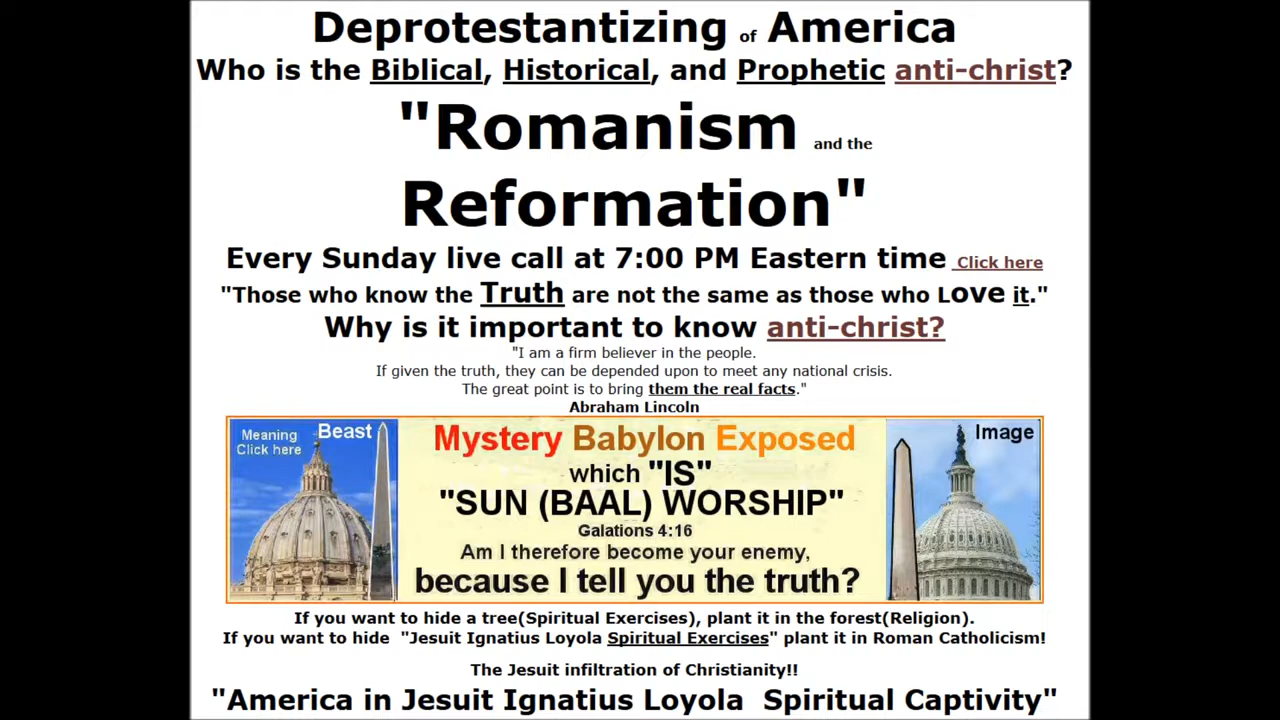 Deprotestantizing of America
Who is the Biblical, Historical, and Prophetic anti-christ?
"Romanism and the
Reformation"
Every Sunday live call at 7:00 PM Eastern time Click here
"Those who know the Truth are not the same as those who Love it."
Why is it important to know anti-christ?
"I am a firm believer in the people.
If given the truth, they can be depended upon to meet any national crisis.
The great point is to bring them the real facts."
Abraham Lincoln
Meaning
Click here
Beast
Mystery Babylon Exposed
which "IS"
"SUN (BAAL) WORSHIP"
Galations 4:16
Am I therefore become your enemy,
because I tell you the truth?
Image
If you want to hide a tree(Spiritual Exercises), plant it in the forest(Religion).
If you want to hide "Jesuit Ignatius Loyola Spiritual Exercises" plant it in Roman Catholicism!
The Jesuit infiltration of Christianity!!
"America in Jesuit Ignatius Loyola Spiritual Captivity"